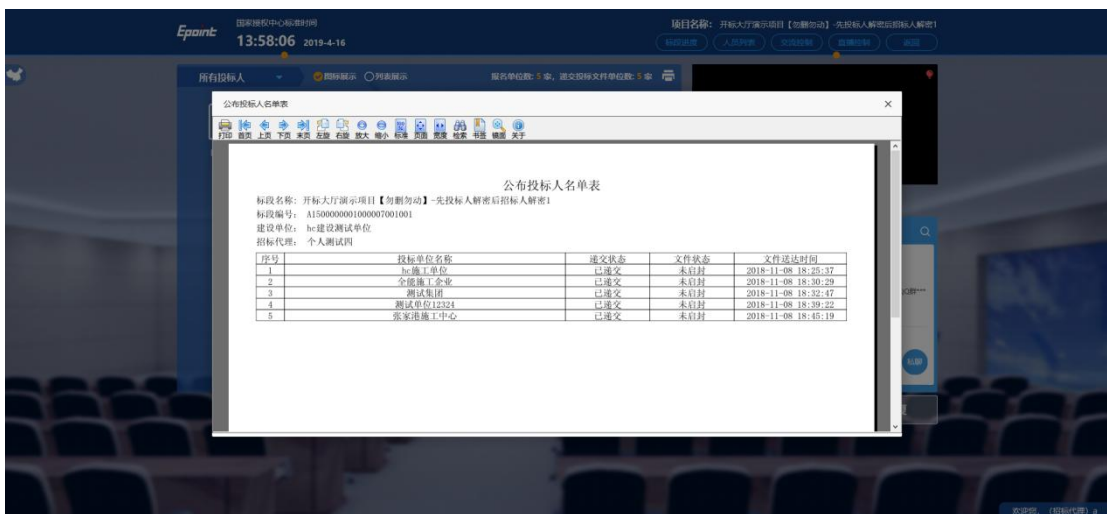 Epoint
国家授权中心标准时间
13:58:06 2019-4-16
项目名称: 开标大厅演示项目【勿删勿动】-先投标人解密后招标人解密1
标段进度 人员列表 交流控制 直播控制 返回
所有投标人 图标展示 列表展示 报名单位数: 5 家, 递交投标文件单位数: 5 家
公布投标人名单表
打印 首页 上页 下页 末页 左旋 右旋 放大 缩小 标准 页面 宽度 检索 书签 镜面 关于
公布投标人名单表
标段名称: 开标大厅演示项目【勿删勿动】-先投标人解密后招标人解密1
标段编号: A1500000001000007001001
建设单位: hc建设测试单位
招标代理: 个人测试四
序号 投标单位名称 递交状态 文件状态 文件送达时间
1 hc施工单位 已递交 未启封 2018-11-08 18:25:37
2 全能施工企业 已递交 未启封 2018-11-08 18:30:29
3 测试集团 已递交 未启封 2018-11-08 18:32:47
4 测试单位12324 已递交 未启封 2018-11-08 18:39:22
5 张家港施工中心 已递交 未启封 2018-11-08 18:45:19
私聊
欢迎您, (招标代理) a